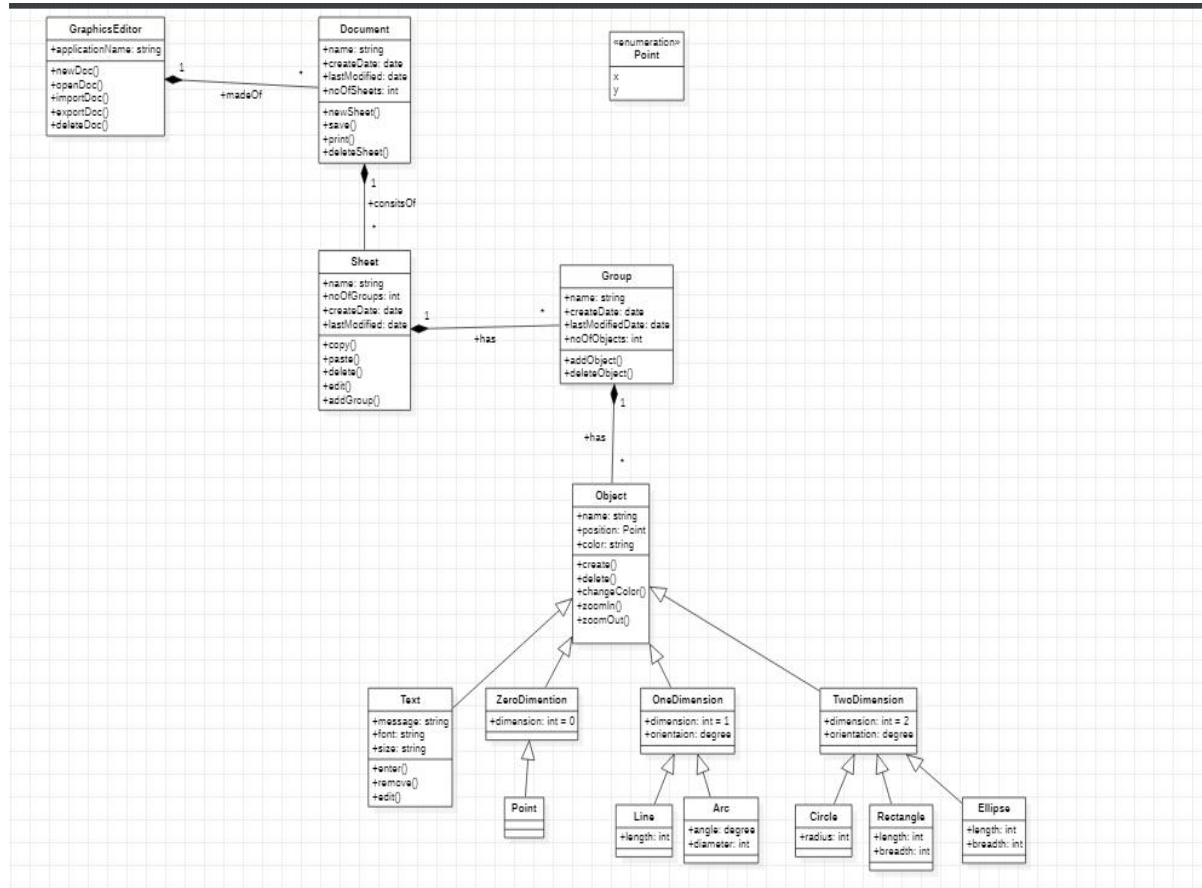 GraphicsEditor
+applicationName: string
+newDoc()
+openDoc()
+importDoc()
+exportDoc()
+deleteDoc()
1
*
+madeOf
Document
+name: string
+createDate: date
+lastModified: date
+noOfSheets: int
+newSheet()
+save()
+print()
+deleteSheet()
«enumeration»
Point
x
y
1
+consitsOf
*
Sheet
+name: string
+noOfGroups: int
+createDate: date
+lastModified: date
+copy()
+paste()
+delete()
+edit()
+addGroup()
1
*
+has
Group
+name: string
+createDate: date
+lastModifiedDate: date
+noOfObjects: int
+addObject()
+deleteObject()
1
+has
*
Object
+name: string
+position: Point
+color: string
+create()
+delete()
+changeColor()
+zoomIn()
+zoomOut()
Text
+message: string
+font: string
+size: string
+enter()
+remove()
+edit()
ZeroDimention
+dimension: int = 0
OneDimension
+dimension: int = 1
+orientaion: degree
TwoDimension
+dimension: int = 2
+orientation: degree
Point
Line
+length: int
Arc
+angle: degree
+diameter: int
Circle
+radius: int
Rectangle
+length: int
+breadth: int
Ellipse
+length: int
+breadth: int